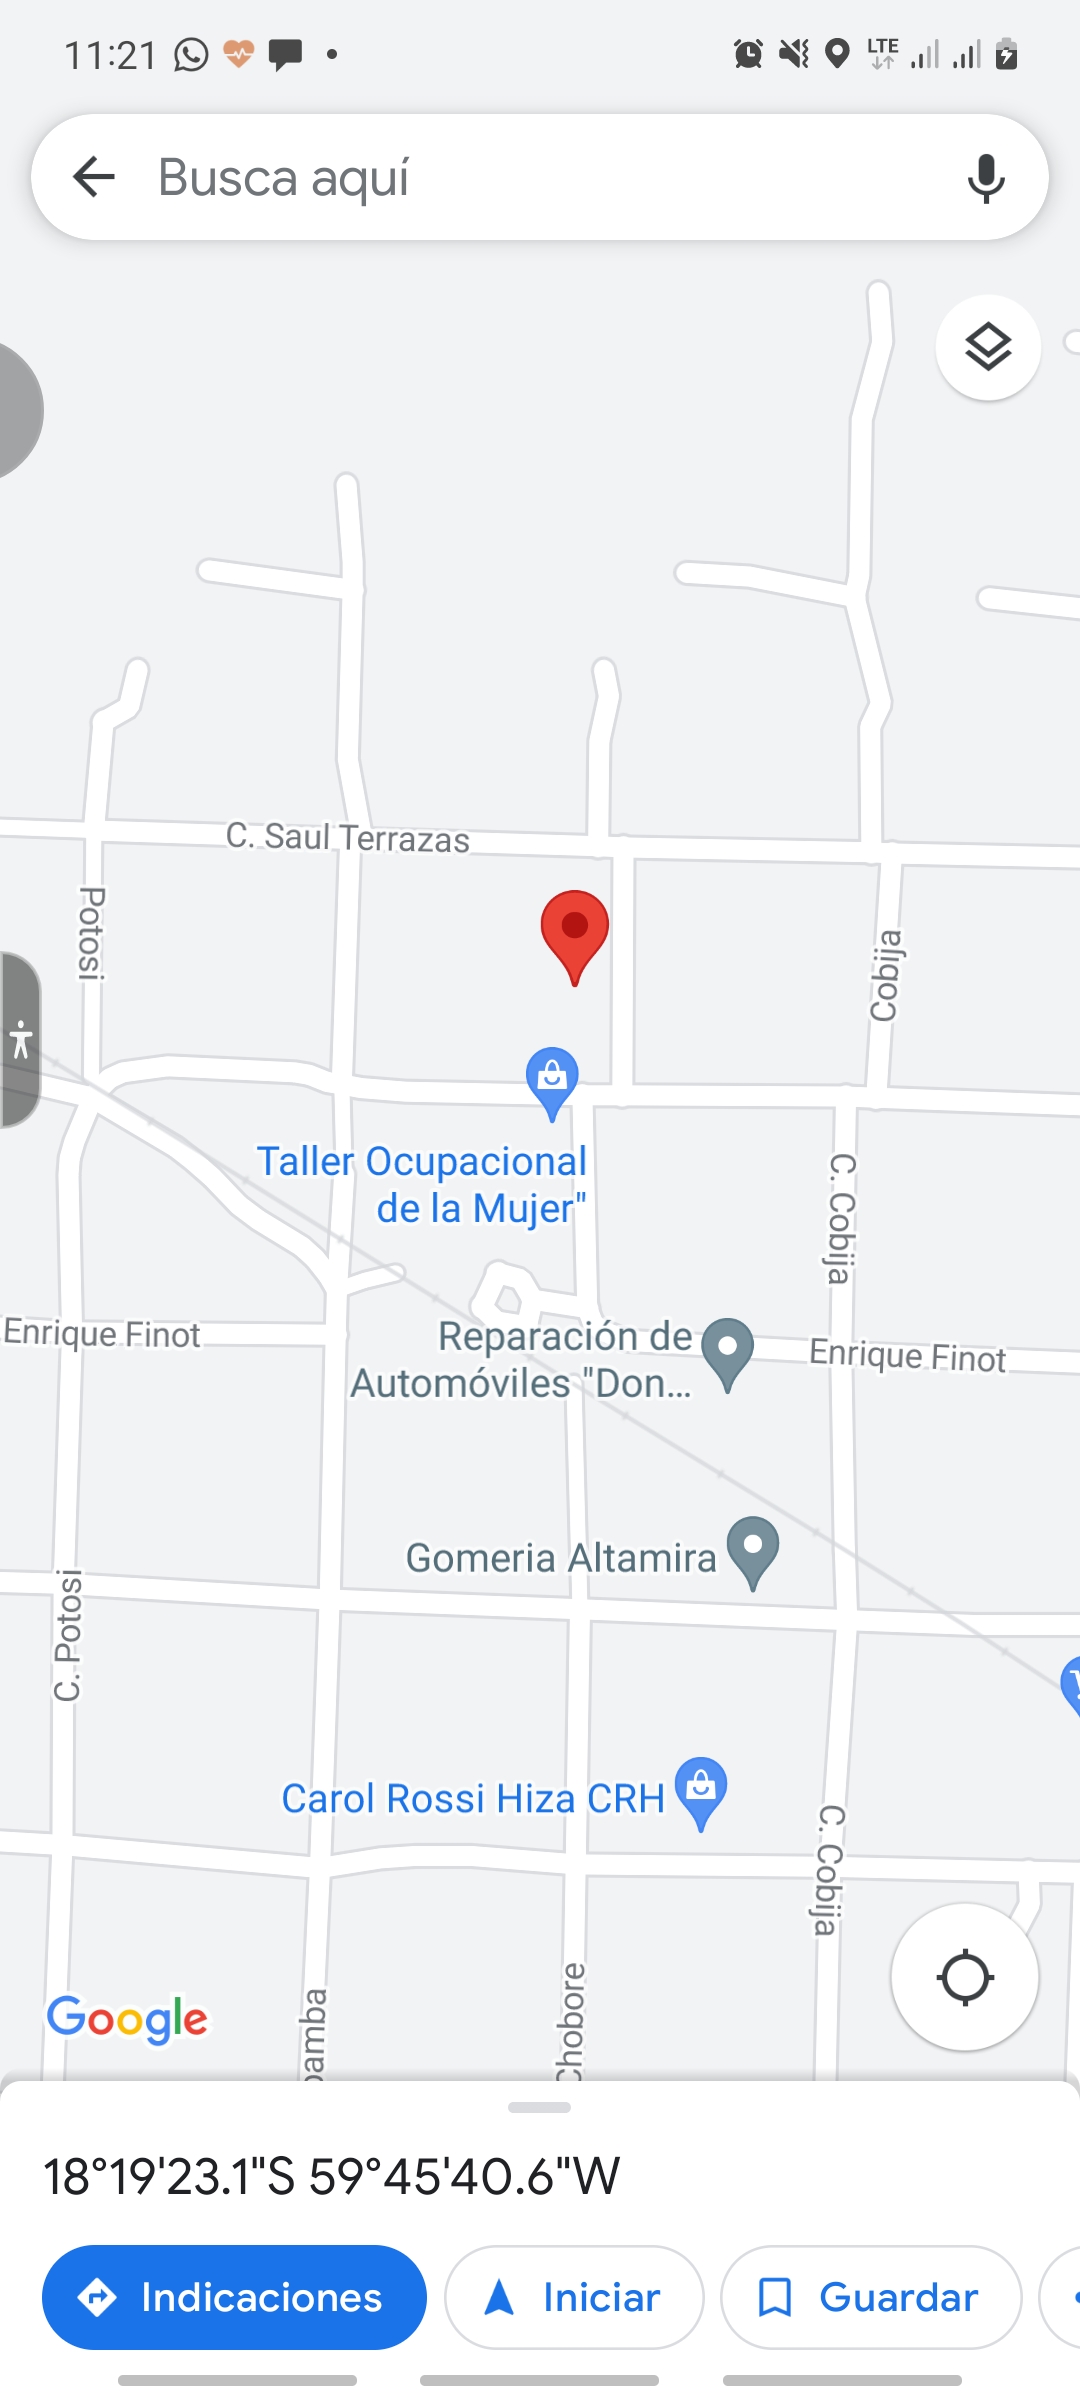 11:21
LTE
Busca aquí
C. Saul Terrazas
Potosi
Cobija
Taller Ocupacional
de la Mujer"
C. Cobija
Enrique Finot
Reparación de
Automóviles "Don...
Enrique Finot
Gomeria Altamira
C. Potosi
Carol Rossi Hiza CRH
C. Cobija
Chobore
bamba
Google
18°19'23.1"S 59°45'40.6"W
Indicaciones
Iniciar
Guardar